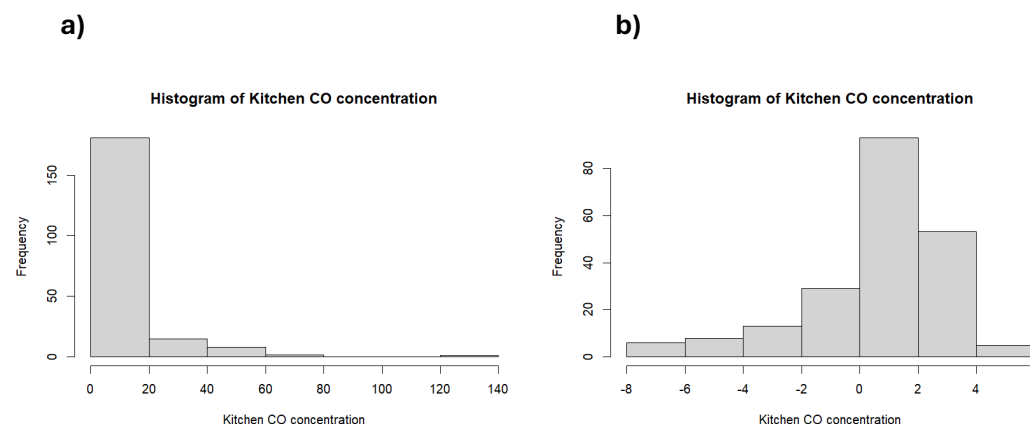 a)
b)
Histogram of Kitchen CO concentration
Frequency
0
50
100
150
0 20 40 60 80 100 120 140
Kitchen CO concentration
Histogram of Kitchen CO concentration
Frequency
0
20
40
60
80
-8 -6 -4 -2 0 2 4
Kitchen CO concentration